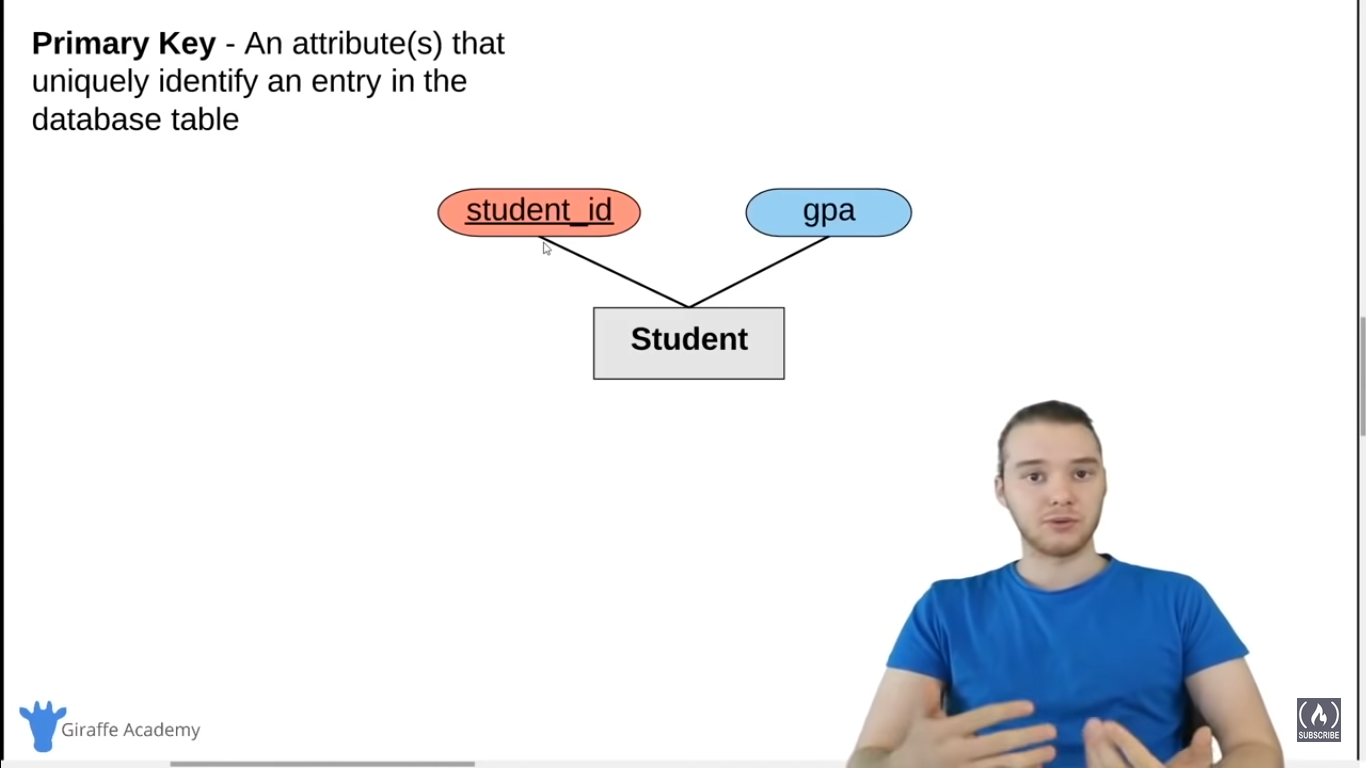 Primary Key - An attribute(s) that
uniquely identify an entry in the
database table
student_id
gpa
Student
Giraffe Academy
SUBSCRIBE